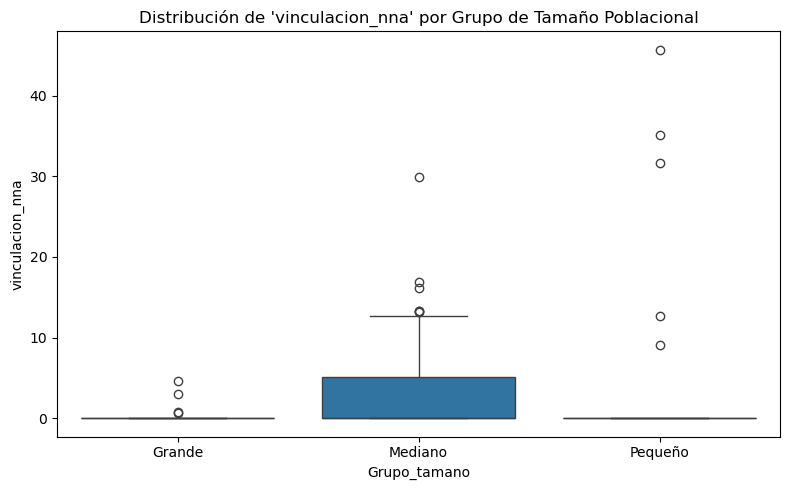 Distribución de 'vinculacion_nna' por Grupo de Tamaño Poblacional
vinculacion_nna
40
30
20
10
0
Grande Mediano Pequeño
Grupo_tamano